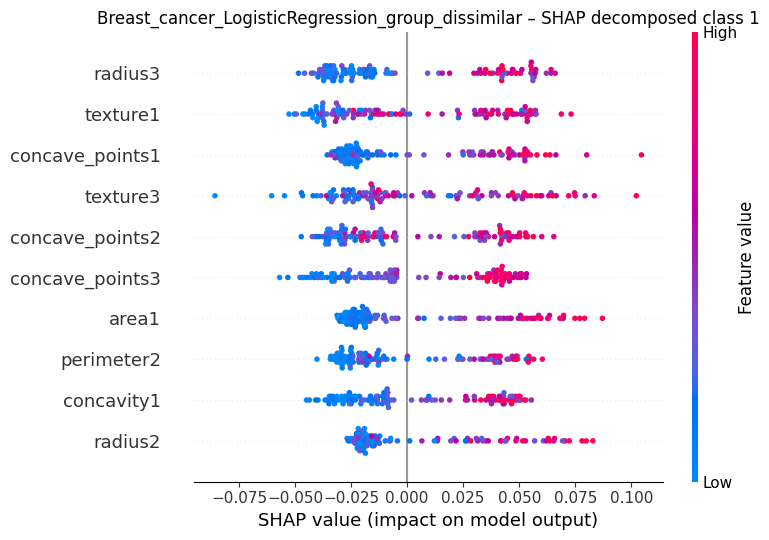 Breast_cancer_LogisticRegression_group_dissimilar – SHAP decomposed class 1
High
radius3
texture1
concave_points1
texture3
concave_points2
concave_points3
area1
perimeter2
concavity1
radius2
Feature value
Low
−0.075 −0.050 −0.025 0.000 0.025 0.050 0.075 0.100
SHAP value (impact on model output)